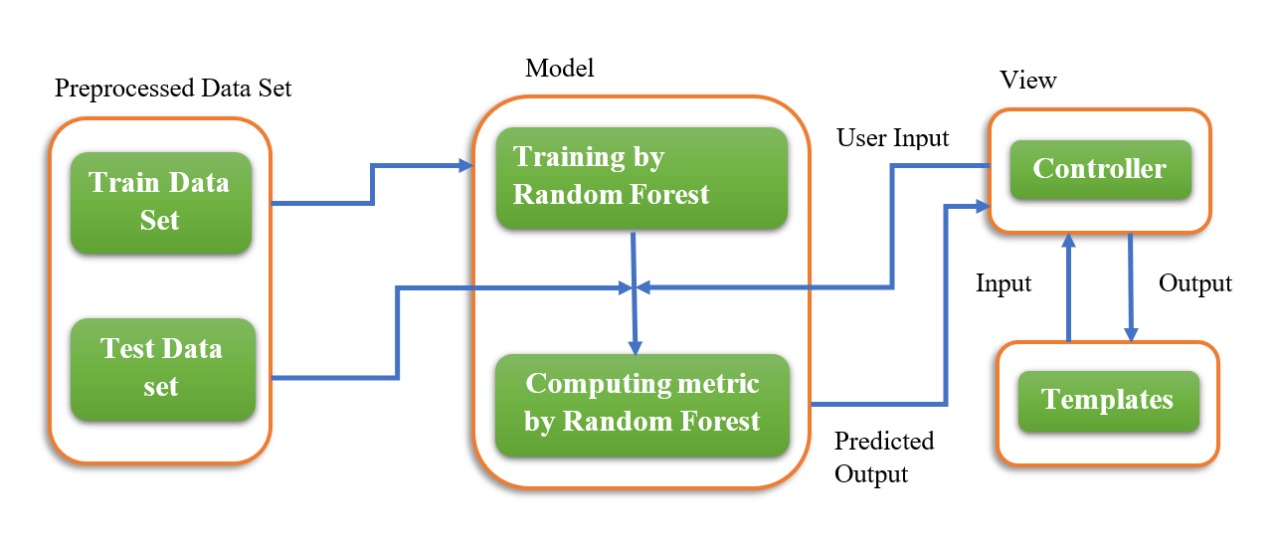 Preprocessed Data Set
Train Data
Set
Test Data
set
Model
Training by
Random Forest
Computing metric
by Random Forest
User Input
Predicted
Output
View
Controller
Input
Output
Templates